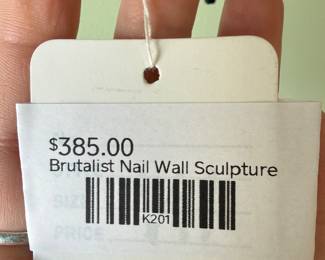 $385.00
Brutalist Nail Wall Sculpture
K201
SIZE
PRICE